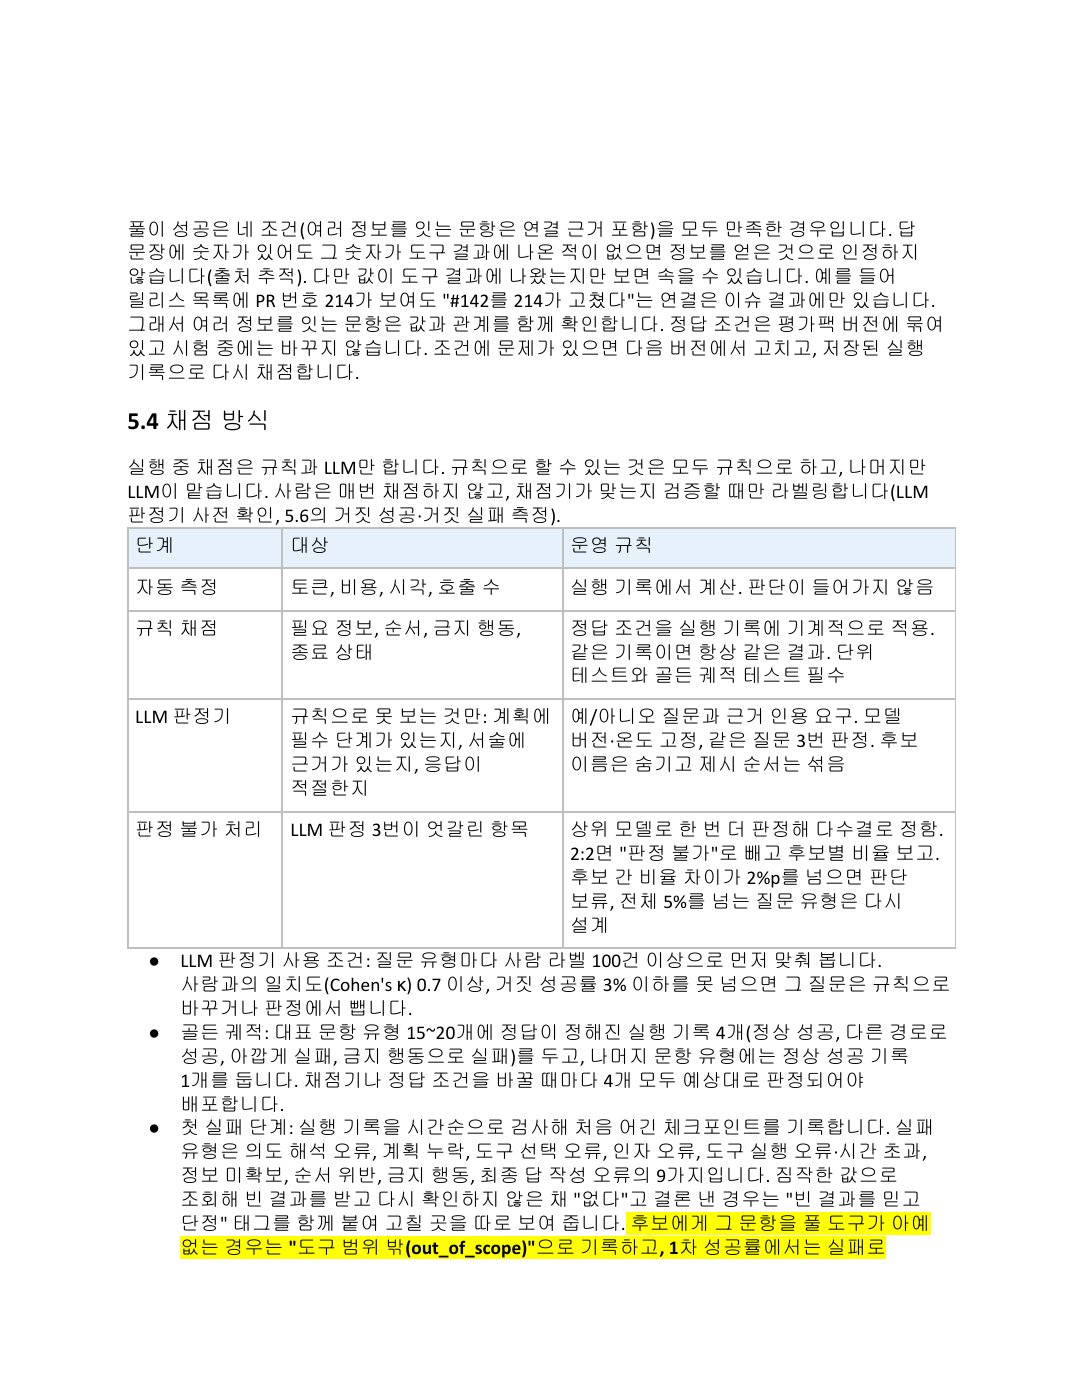 풀이 성공은 네 조건(여러 정보를 잇는 문항은 연결 근거 포함)을 모두 만족한 경우입니다. 답
문장에 숫자가 있어도 그 숫자가 도구 결과에 나온 적이 없으면 정보를 얻은 것으로 인정하지
않습니다(출처 추적). 다만 값이 도구 결과에 나왔는지만 보면 속을 수 있습니다. 예를 들어
릴리스 목록에 PR 번호 214가 보여도 "#142를 214가 고쳤다"는 연결은 이슈 결과에만 있습니다.
그래서 여러 정보를 잇는 문항은 값과 관계를 함께 확인합니다. 정답 조건은 평가팩 버전에 묶여
있고 시험 중에는 바꾸지 않습니다. 조건에 문제가 있으면 다음 버전에서 고치고, 저장된 실행
기록으로 다시 채점합니다.
5.4 채점 방식
실행 중 채점은 규칙과 LLM만 합니다. 규칙으로 할 수 있는 것은 모두 규칙으로 하고, 나머지만
LLM이 맡습니다. 사람은 매번 채점하지 않고, 채점기가 맞는지 검증할 때만 라벨링합니다(LLM
판정기 사전 확인, 5.6의 거짓 성공·거짓 실패 측정).
단계
대상
운영 규칙
자동 측정
토큰, 비용, 시각, 호출 수
실행 기록에서 계산. 판단이 들어가지 않음
규칙 채점
필요 정보, 순서, 금지 행동,
종료 상태
정답 조건을 실행 기록에 기계적으로 적용.
같은 기록이면 항상 같은 결과. 단위
테스트와 골든 궤적 테스트 필수
LLM 판정기
규칙으로 못 보는 것만: 계획에
필수 단계가 있는지, 서술에
근거가 있는지, 응답이
적절한지
예/아니오 질문과 근거 인용 요구. 모델
버전·온도 고정, 같은 질문 3번 판정. 후보
이름은 숨기고 제시 순서는 섞음
판정 불가 처리
LLM 판정 3번이 엇갈린 항목
상위 모델로 한 번 더 판정해 다수결로 정함.
2:2면 "판정 불가"로 빼고 후보별 비율 보고.
후보 간 비율 차이가 2%p를 넘으면 판단
보류, 전체 5%를 넘는 질문 유형은 다시
설계
● LLM 판정기 사용 조건: 질문 유형마다 사람 라벨 100건 이상으로 먼저 맞춰 봅니다.
사람과의 일치도(Cohen's κ) 0.7 이상, 거짓 성공률 3% 이하를 못 넘으면 그 질문은 규칙으로
바꾸거나 판정에서 뺍니다.
● 골든 궤적: 대표 문항 유형 15~20개에 정답이 정해진 실행 기록 4개(정상 성공, 다른 경로로
성공, 아깝게 실패, 금지 행동으로 실패)를 두고, 나머지 문항 유형에는 정상 성공 기록
1개를 둡니다. 채점기나 정답 조건을 바꿀 때마다 4개 모두 예상대로 판정되어야
배포합니다.
● 첫 실패 단계: 실행 기록을 시간순으로 검사해 처음 어긴 체크포인트를 기록합니다. 실패
유형은 의도 해석 오류, 계획 누락, 도구 선택 오류, 인자 오류, 도구 실행 오류·시간 초과,
정보 미확보, 순서 위반, 금지 행동, 최종 답 작성 오류의 9가지입니다. 짐작한 값으로
조회해 빈 결과를 받고 다시 확인하지 않은 채 "없다"고 결론 낸 경우는 "빈 결과를 믿고
단정" 태그를 함께 붙여 고칠 곳을 따로 보여 줍니다. 후보에게 그 문항을 풀 도구가 아예
없는 경우는 "도구 범위 밖(out_of_scope)"으로 기록하고, 1차 성공률에서는 실패로